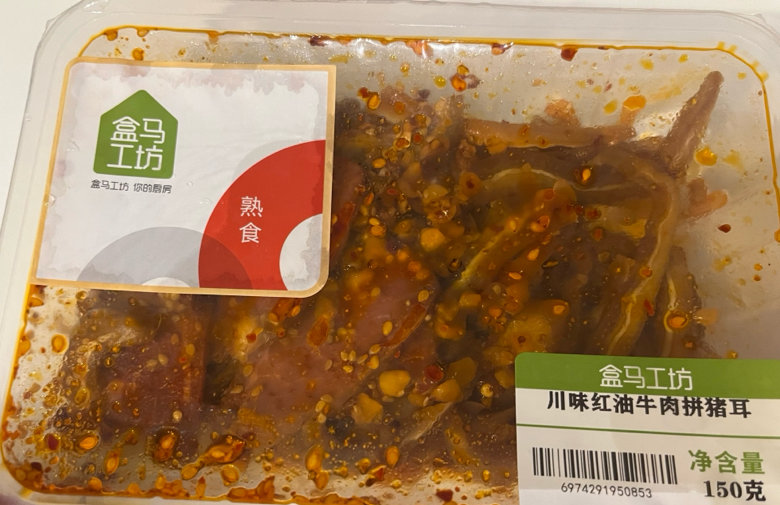 盒马
工坊
盒马工坊 你的厨房
熟
食
盒马工坊
川味红油牛肉拼猪耳
净含量
150克
6974291950853